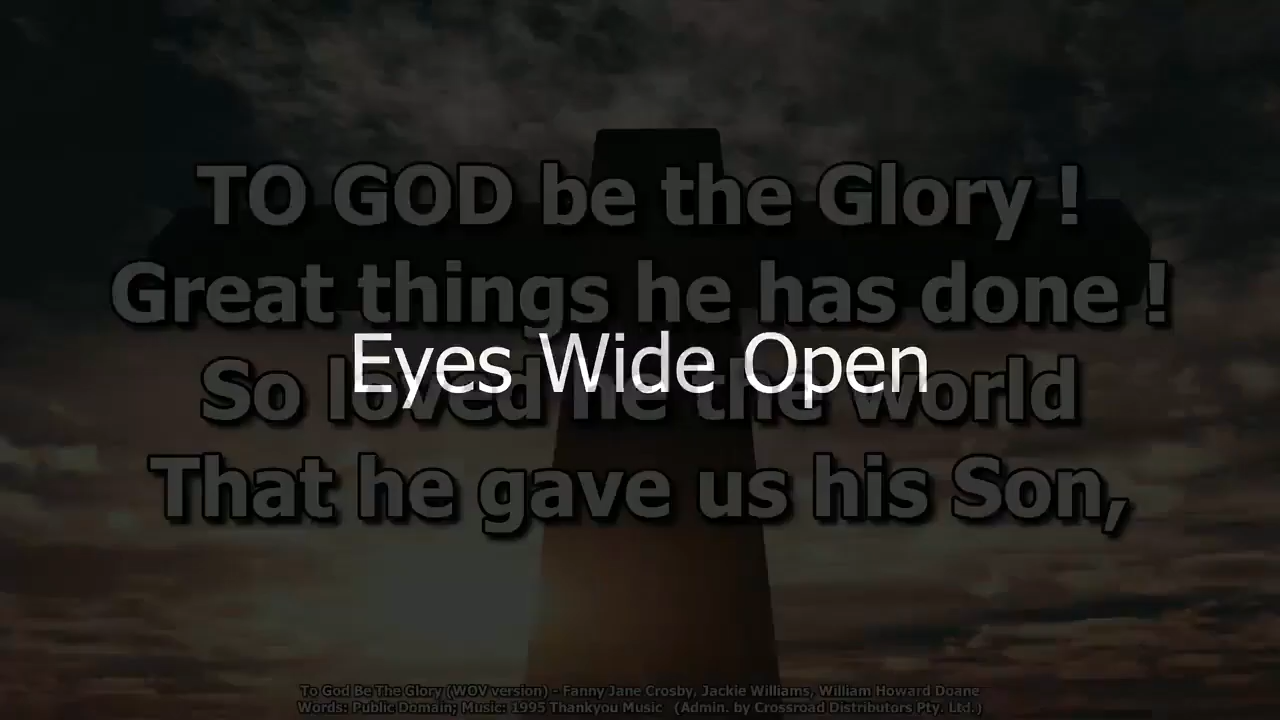 TO GOD be the Glory !
Great things he has done !
Eyes Wide Open
So loved he the world
That he gave us his Son,
To God Be The Glory (WOV version) - Fanny Jane Crosby, Jackie Williams, William Howard Doane
Words: Public Domain; Music: 1995 Thankyou Music (Admin. by Crossroad Distributors Pty. Ltd.)